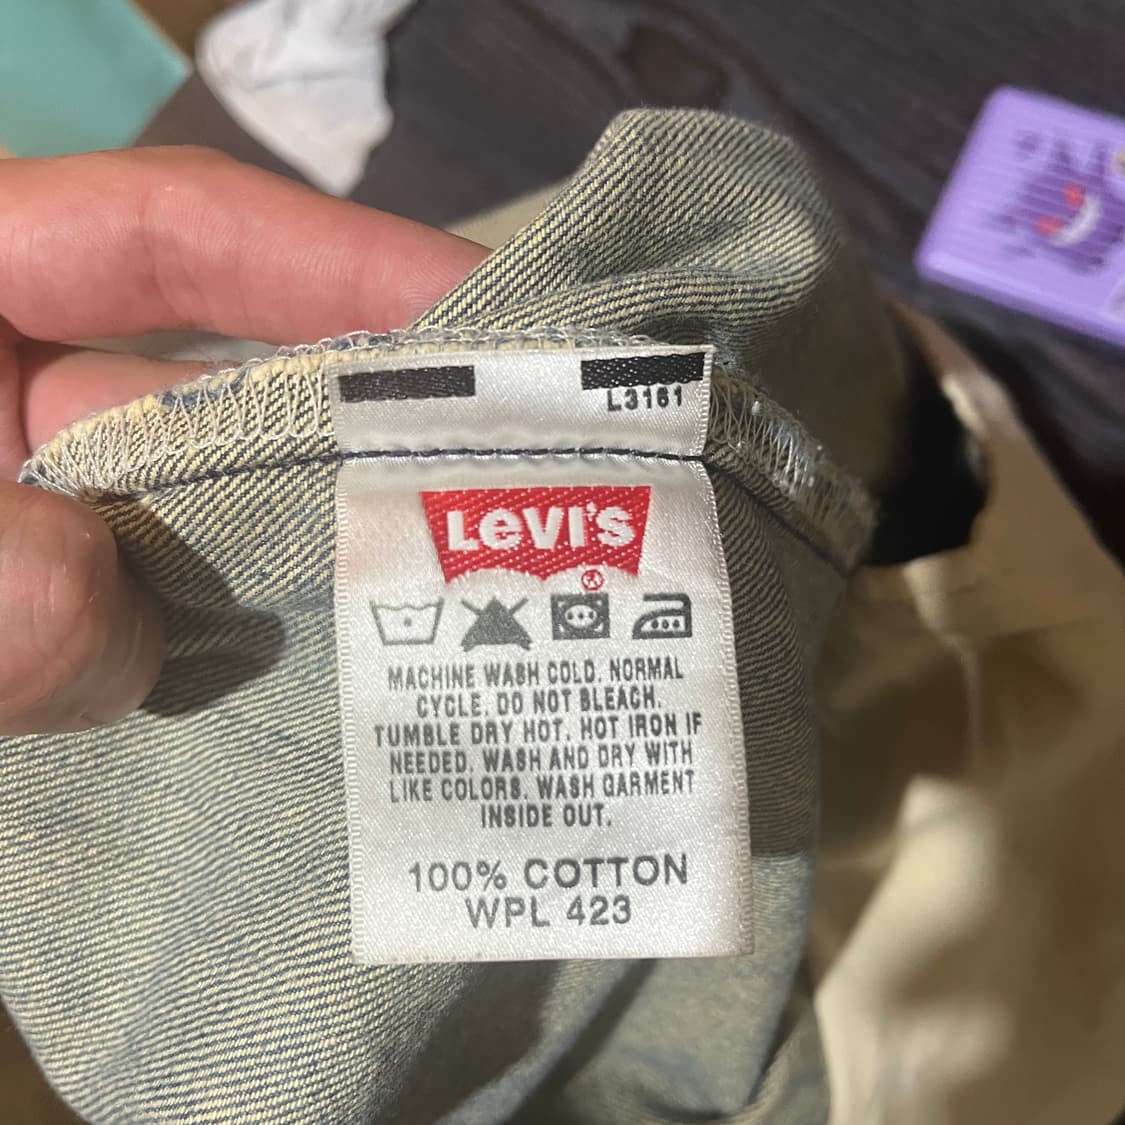 L3161
LEVI'S
®
MACHINE WASH COLD. NORMAL
CYCLE. DO NOT BLEACH.
TUMBLE DRY HOT. HOT IRON IF
NEEDED. WASH AND DRY WITH
LIKE COLORS. WASH GARMENT
INSIDE OUT.
100% COTTON
WPL 423